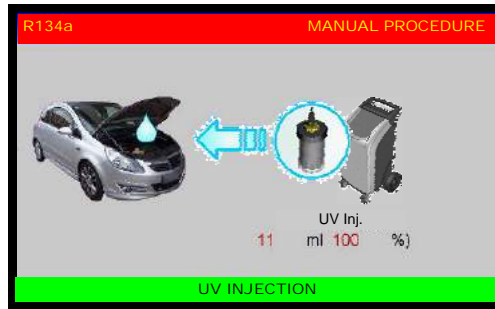 R134a MANUAL PROCEDURE
UV Inj.
11 ml 100 %)
UV INJECTION